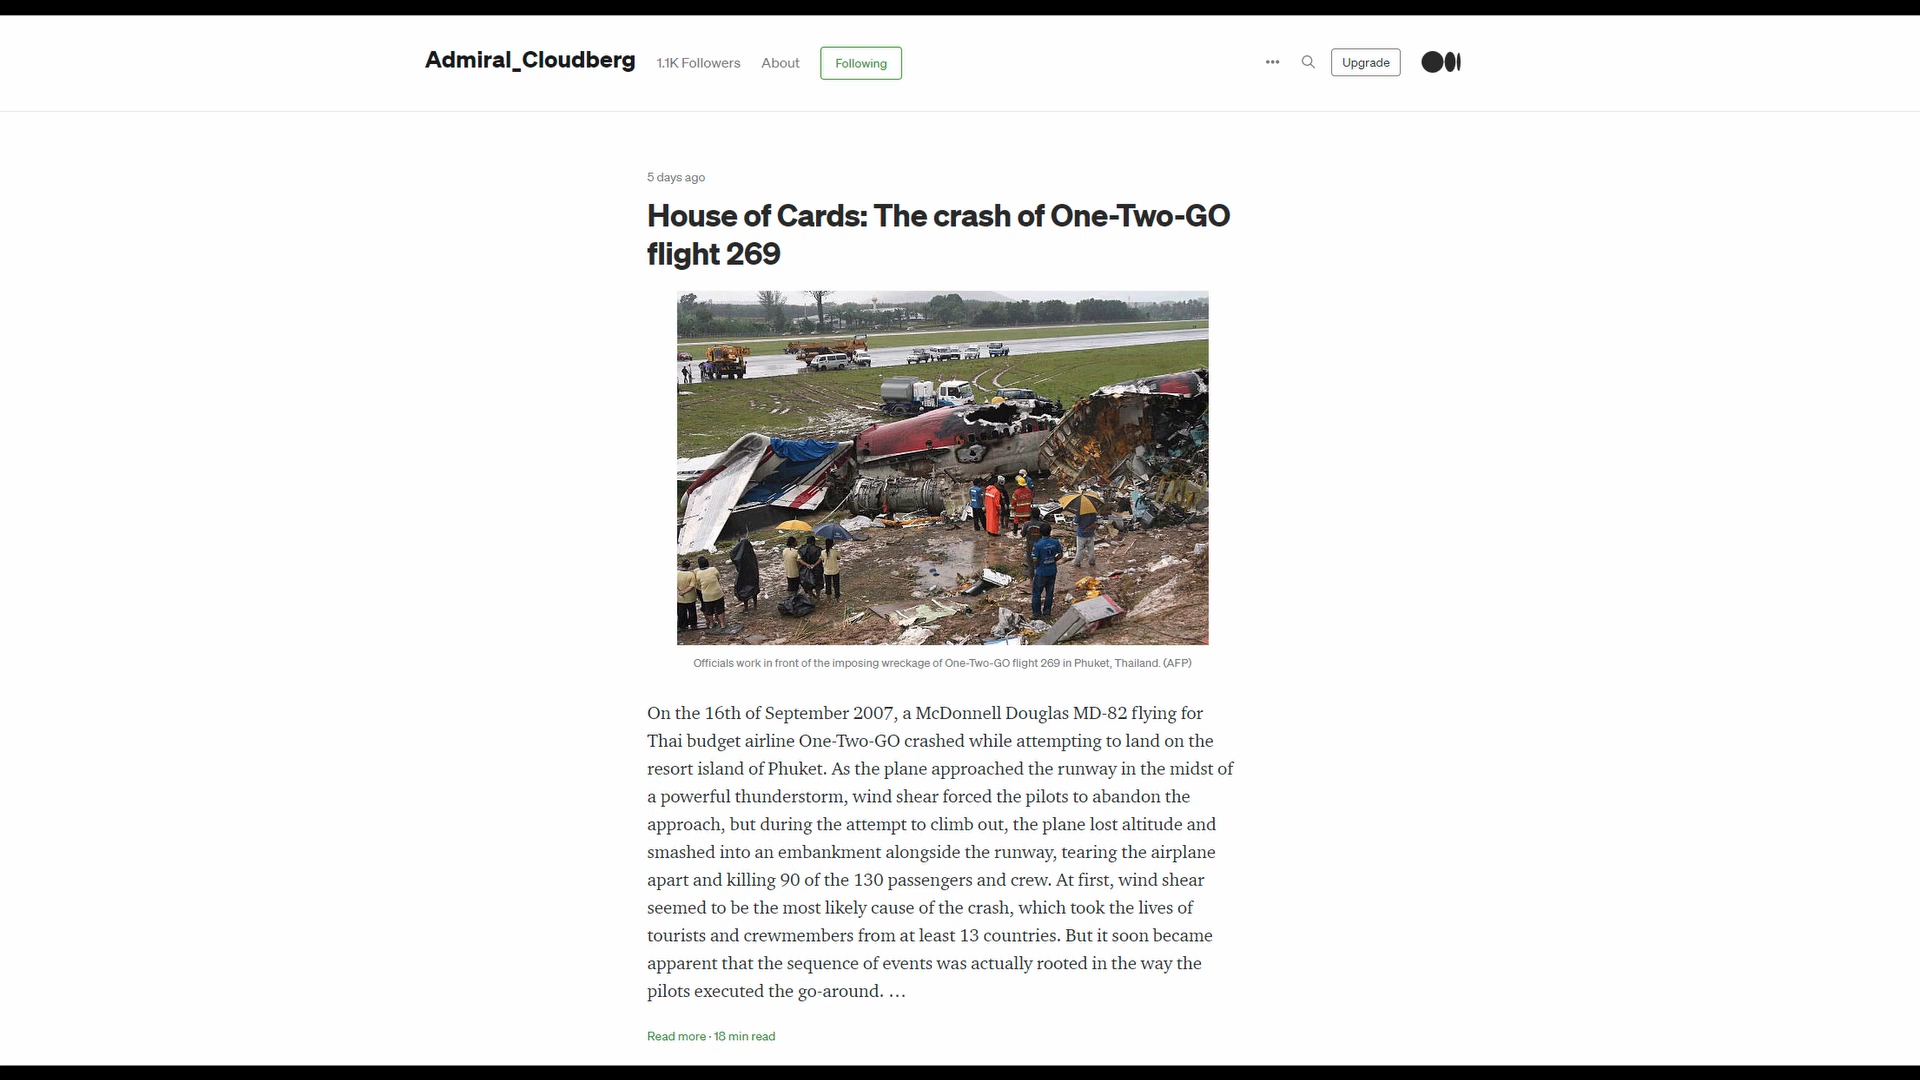 Admiral_Cloudberg 1.1K Followers About Following ••• Upgrade
5 days ago
House of Cards: The crash of One-Two-GO
flight 269
Officials work in front of the imposing wreckage of One-Two-GO flight 269 in Phuket, Thailand. (AFP)
On the 16th of September 2007, a McDonnell Douglas MD-82 flying for
Thai budget airline One-Two-GO crashed while attempting to land on the
resort island of Phuket. As the plane approached the runway in the midst of
a powerful thunderstorm, wind shear forced the pilots to abandon the
approach, but during the attempt to climb out, the plane lost altitude and
smashed into an embankment alongside the runway, tearing the airplane
apart and killing 90 of the 130 passengers and crew. At first, wind shear
seemed to be the most likely cause of the crash, which took the lives of
tourists and crewmembers from at least 13 countries. But it soon became
apparent that the sequence of events was actually rooted in the way the
pilots executed the go-around. …
Read more · 18 min read